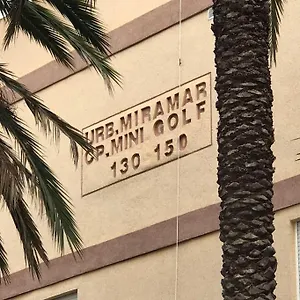 URB. MIRAMAR
CP. MINI GOLF
130 150